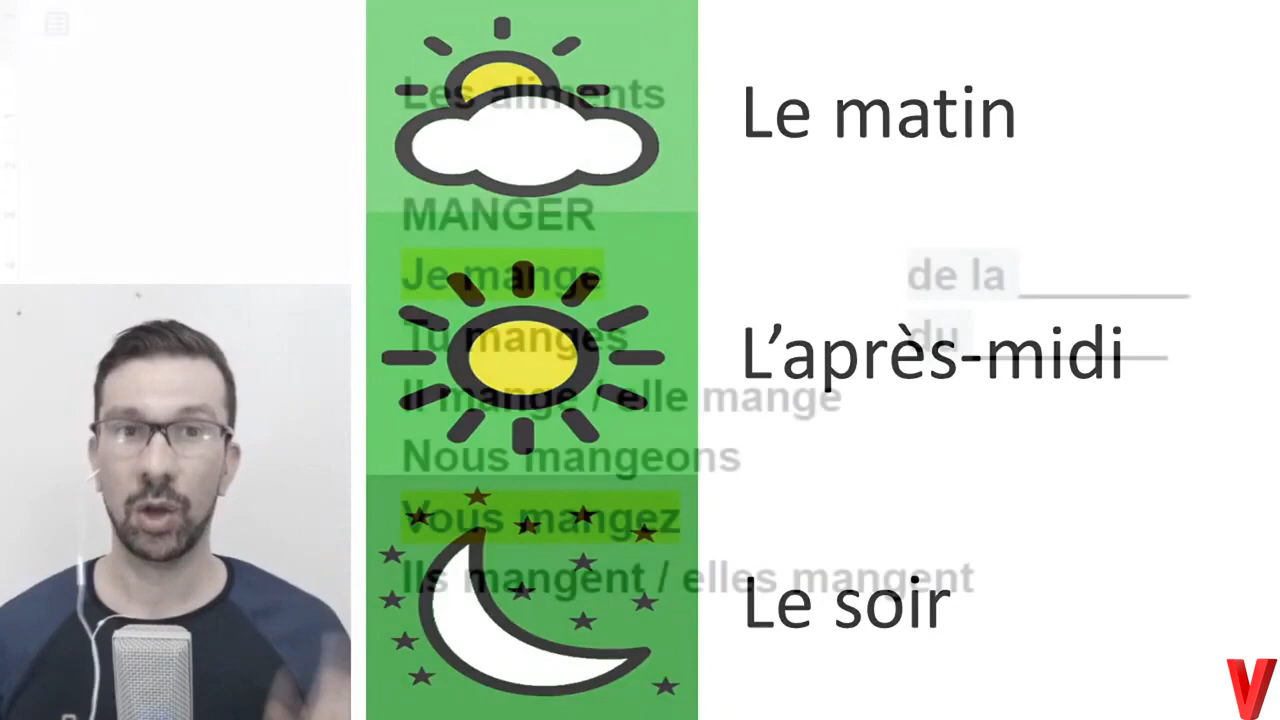 Les aliments
Le matin
MANGER
Je mange
de la
Tu manges
du
L'après-midi
Il mange / elle mange
Nous mangeons
Vous mangez
Ils mangent / elles mangent
Le soir
V